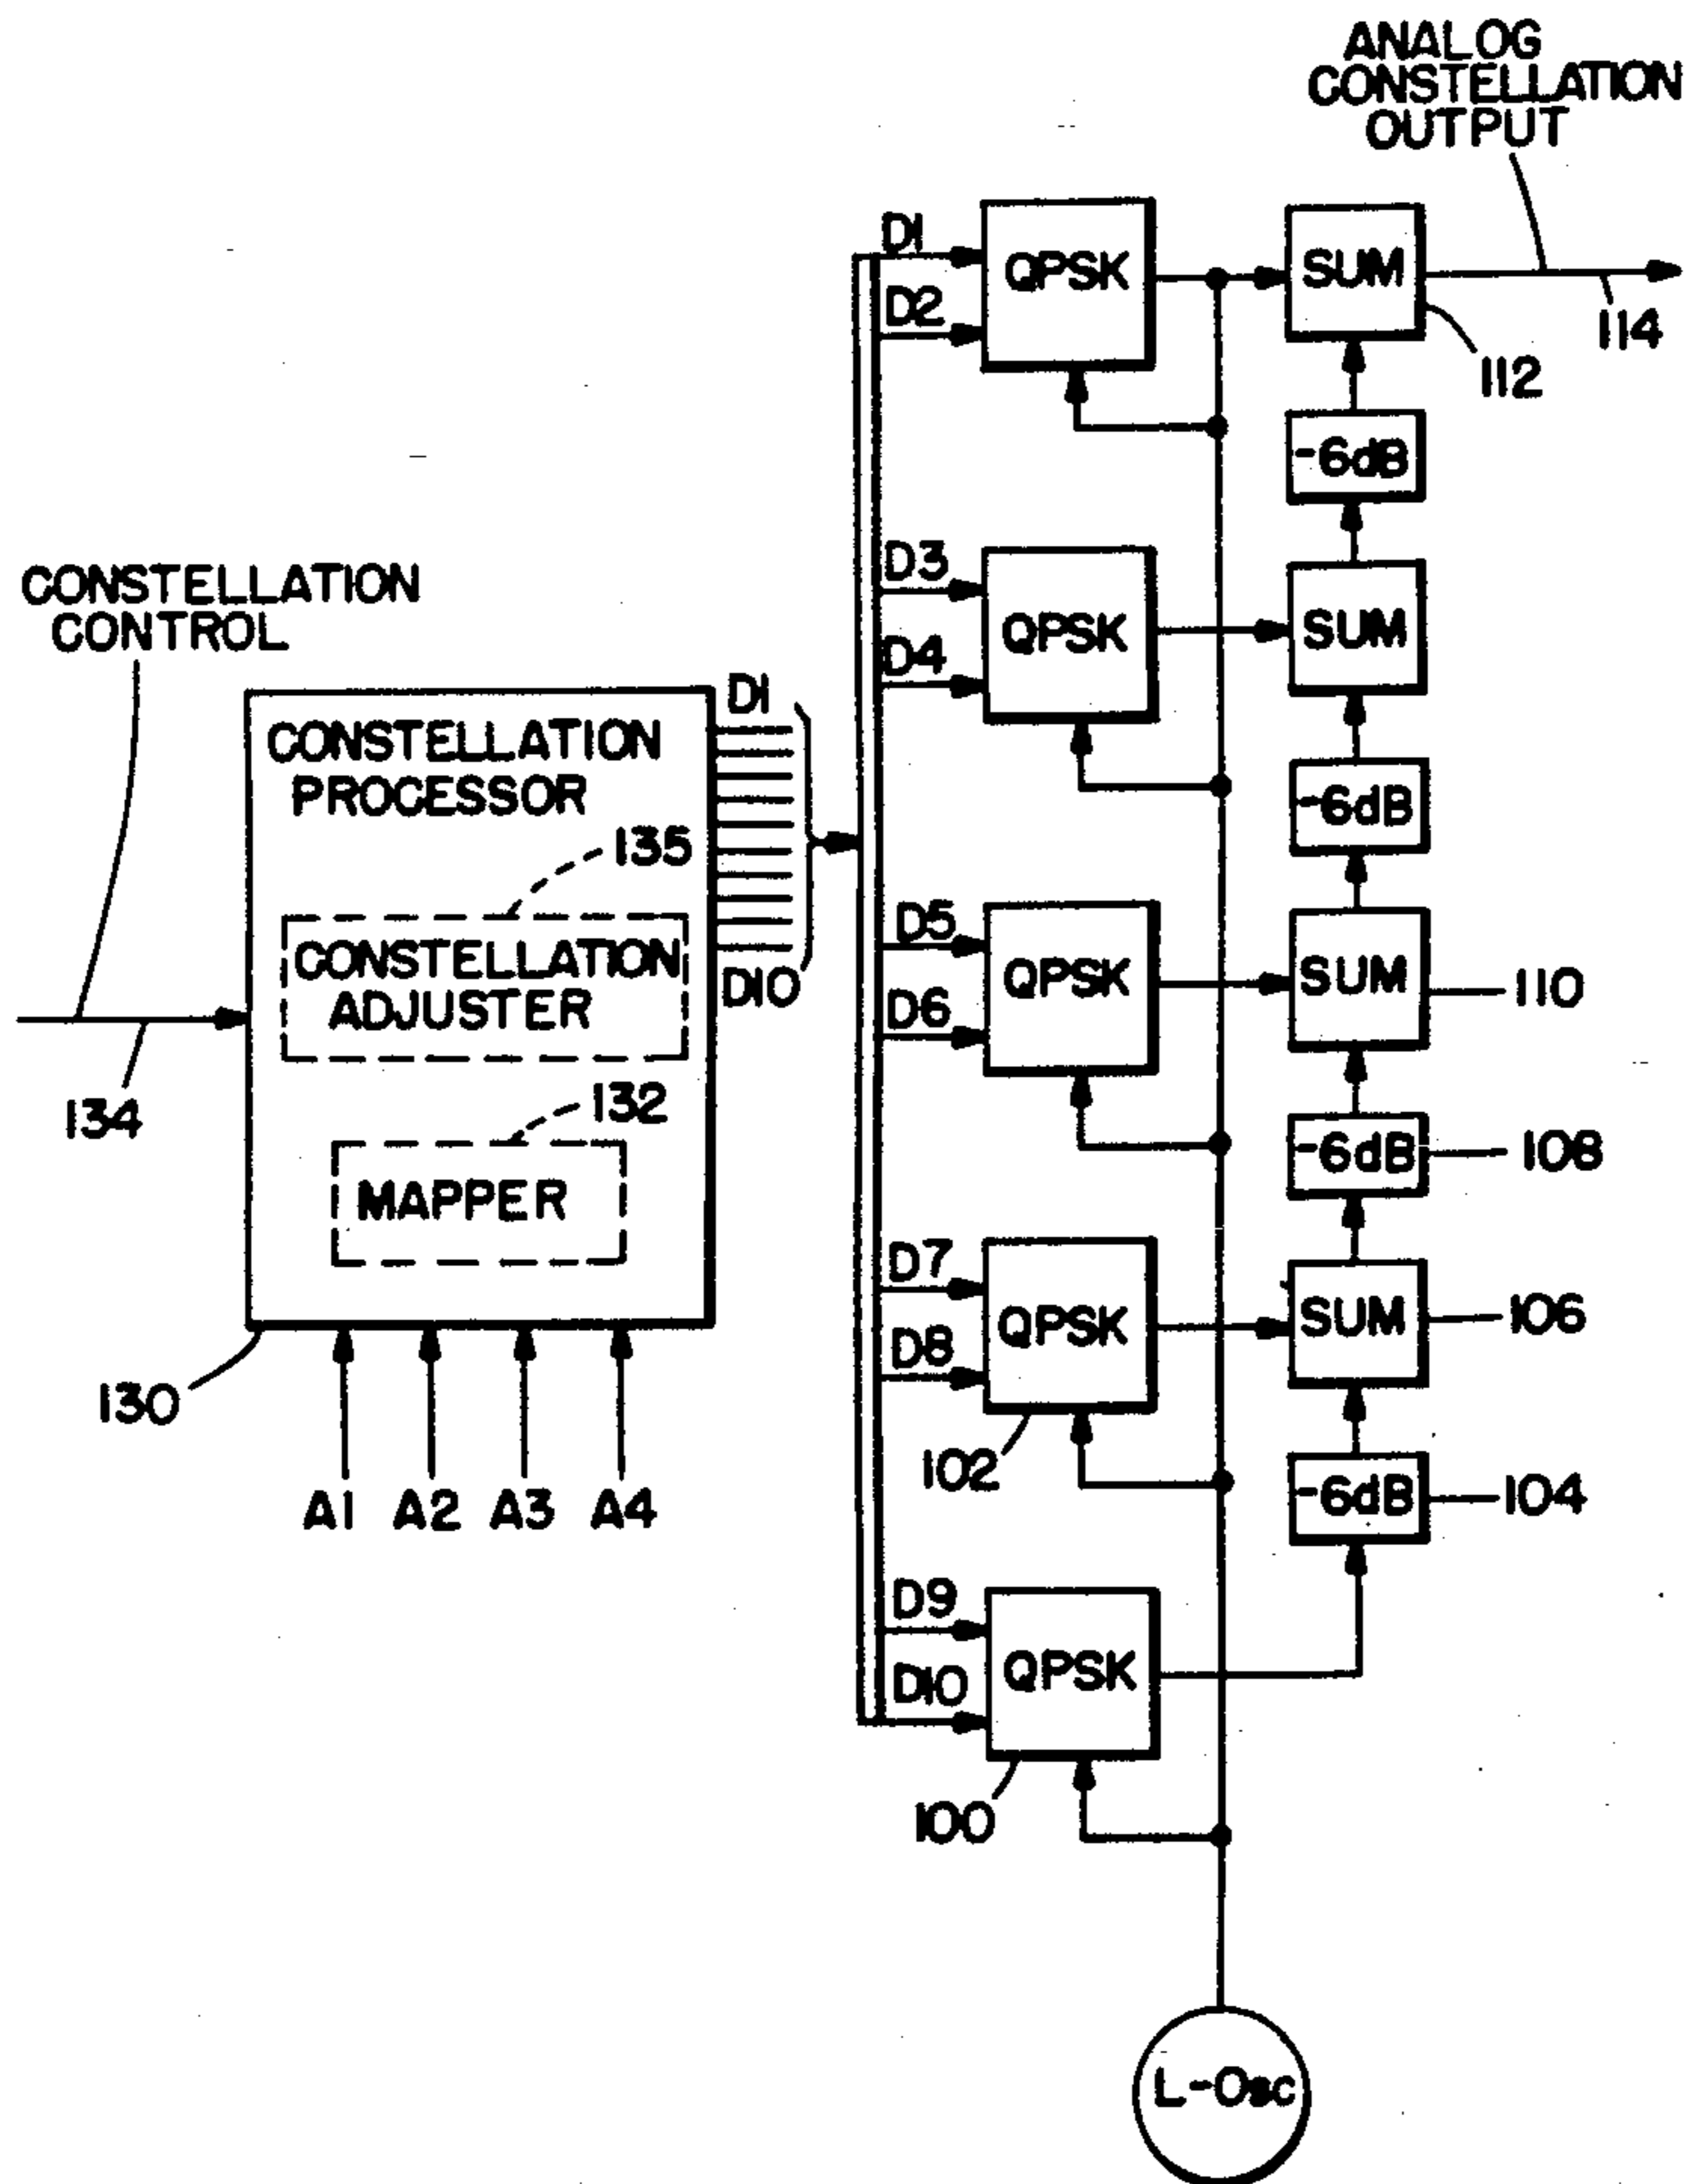 ANALOG
CONSTELLATION
OUTPUT
D1
D2
QPSK
SUM
114
112
-6dB
CONSTELLATION
CONTROL
D3
D4
QPSK
SUM
D1
CONSTELLATION
PROCESSOR
-6dB
135
CONSTELLATION
ADJUSTER
D10
D5
D6
QPSK
SUM
110
134
132
MAPPER
-6dB
108
D7
D8
QPSK
SUM
106
130
102
A1 A2 A3 A4
-6dB
104
D9
D10
QPSK
100
L-Osc